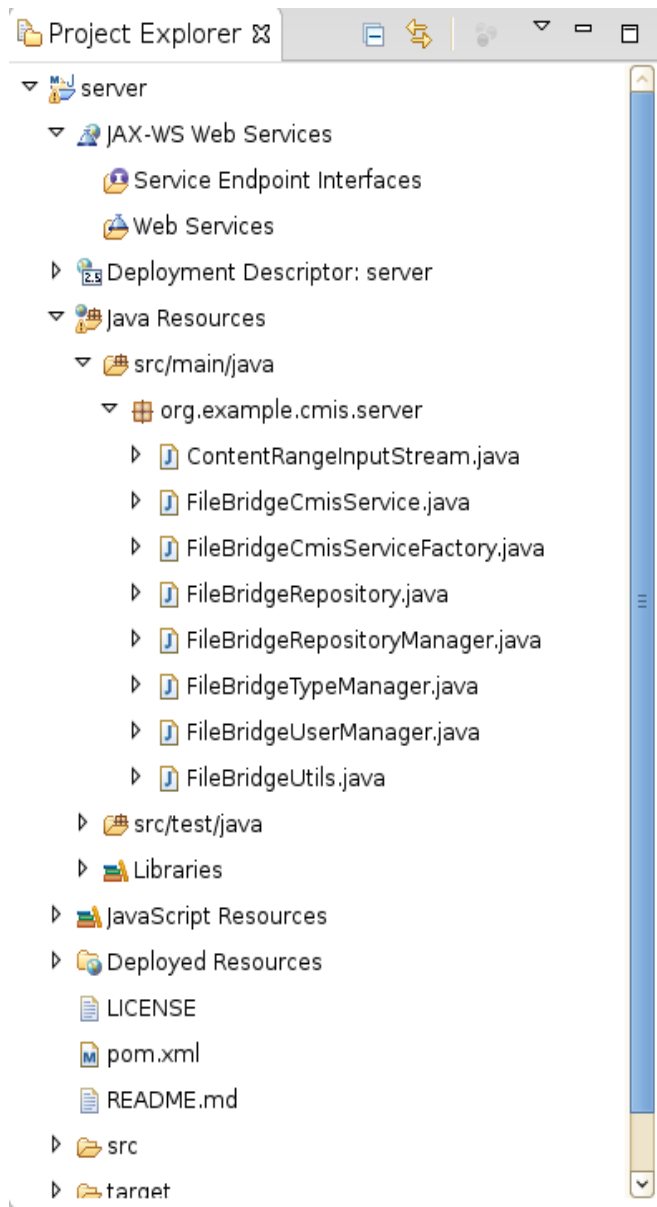 Project Explorer
server
JAX-WS Web Services
Service Endpoint Interfaces
Web Services
2.5 Deployment Descriptor: server
Java Resources
src/main/java
org.example.cmis.server
J ContentRangeInputStream.java
J FileBridgeCmisService.java
J FileBridgeCmisServiceFactory.java
J FileBridgeRepository.java
J FileBridgeRepositoryManager.java
J FileBridgeTypeManager.java
J FileBridgeUserManager.java
J FileBridgeUtils.java
src/test/java
Libraries
JavaScript Resources
Deployed Resources
LICENSE
M pom.xml
README.md
src
target